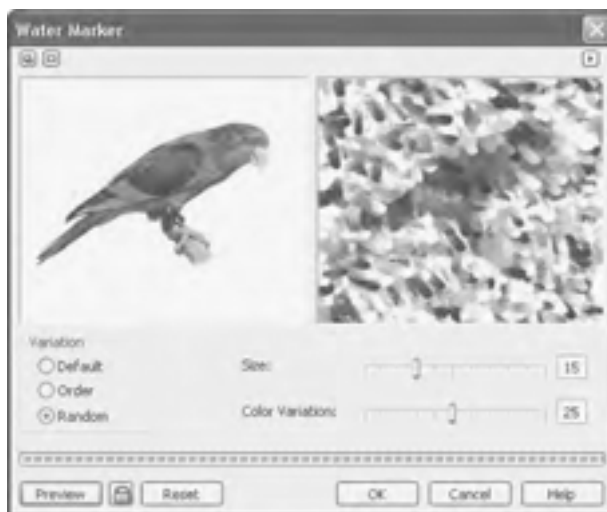 Water Marker
Variation
Default
Order
Random
Size: 15
Color Variation: 25
Preview Reset OK Cancel Help